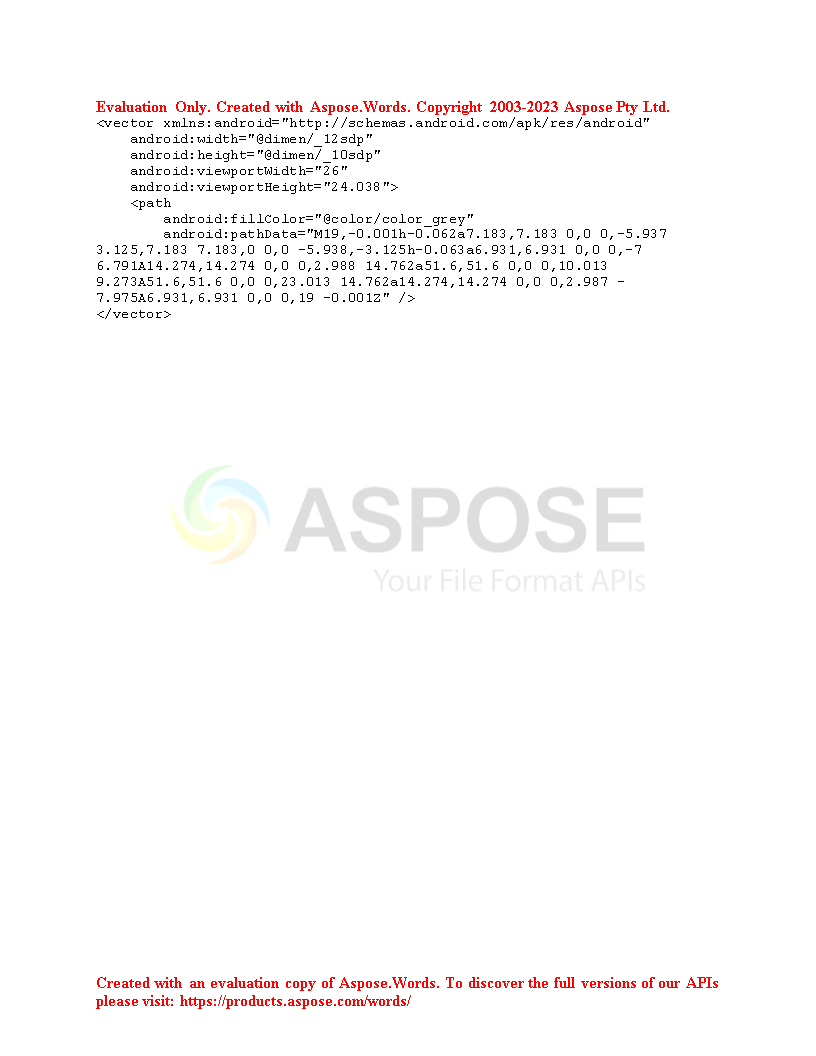 Evaluation Only. Created with Aspose.Words. Copyright 2003-2023 Aspose Pty Ltd.
<vector xmlns:android="http://schemas.android.com/apk/res/android"
    android:width="@dimen/_12sdp"
    android:height="@dimen/_10sdp"
    android:viewportWidth="26"
    android:viewportHeight="24.038">
    <path
        android:fillColor="@color/color_grey"
        android:pathData="M19,-0.001h-0.062a7.183,7.183 0,0 0,-5.937
3.125,7.183 7.183,0 0,0 -5.938,-3.125h-0.063a6.931,6.931 0,0 0,-7
6.791A14.274,14.274 0,0 0,2.988 14.762a51.6,51.6 0,0 0,10.013
9.273A51.6,51.6 0,0 0,23.013 14.762a14.274,14.274 0,0 0,2.987 -
7.975A6.931,6.931 0,0 0,19 -0.001Z" />
</vector>
ASPOSE
Your File Format APIs
Created with an evaluation copy of Aspose.Words. To discover the full versions of our APIs
please visit: https://products.aspose.com/words/